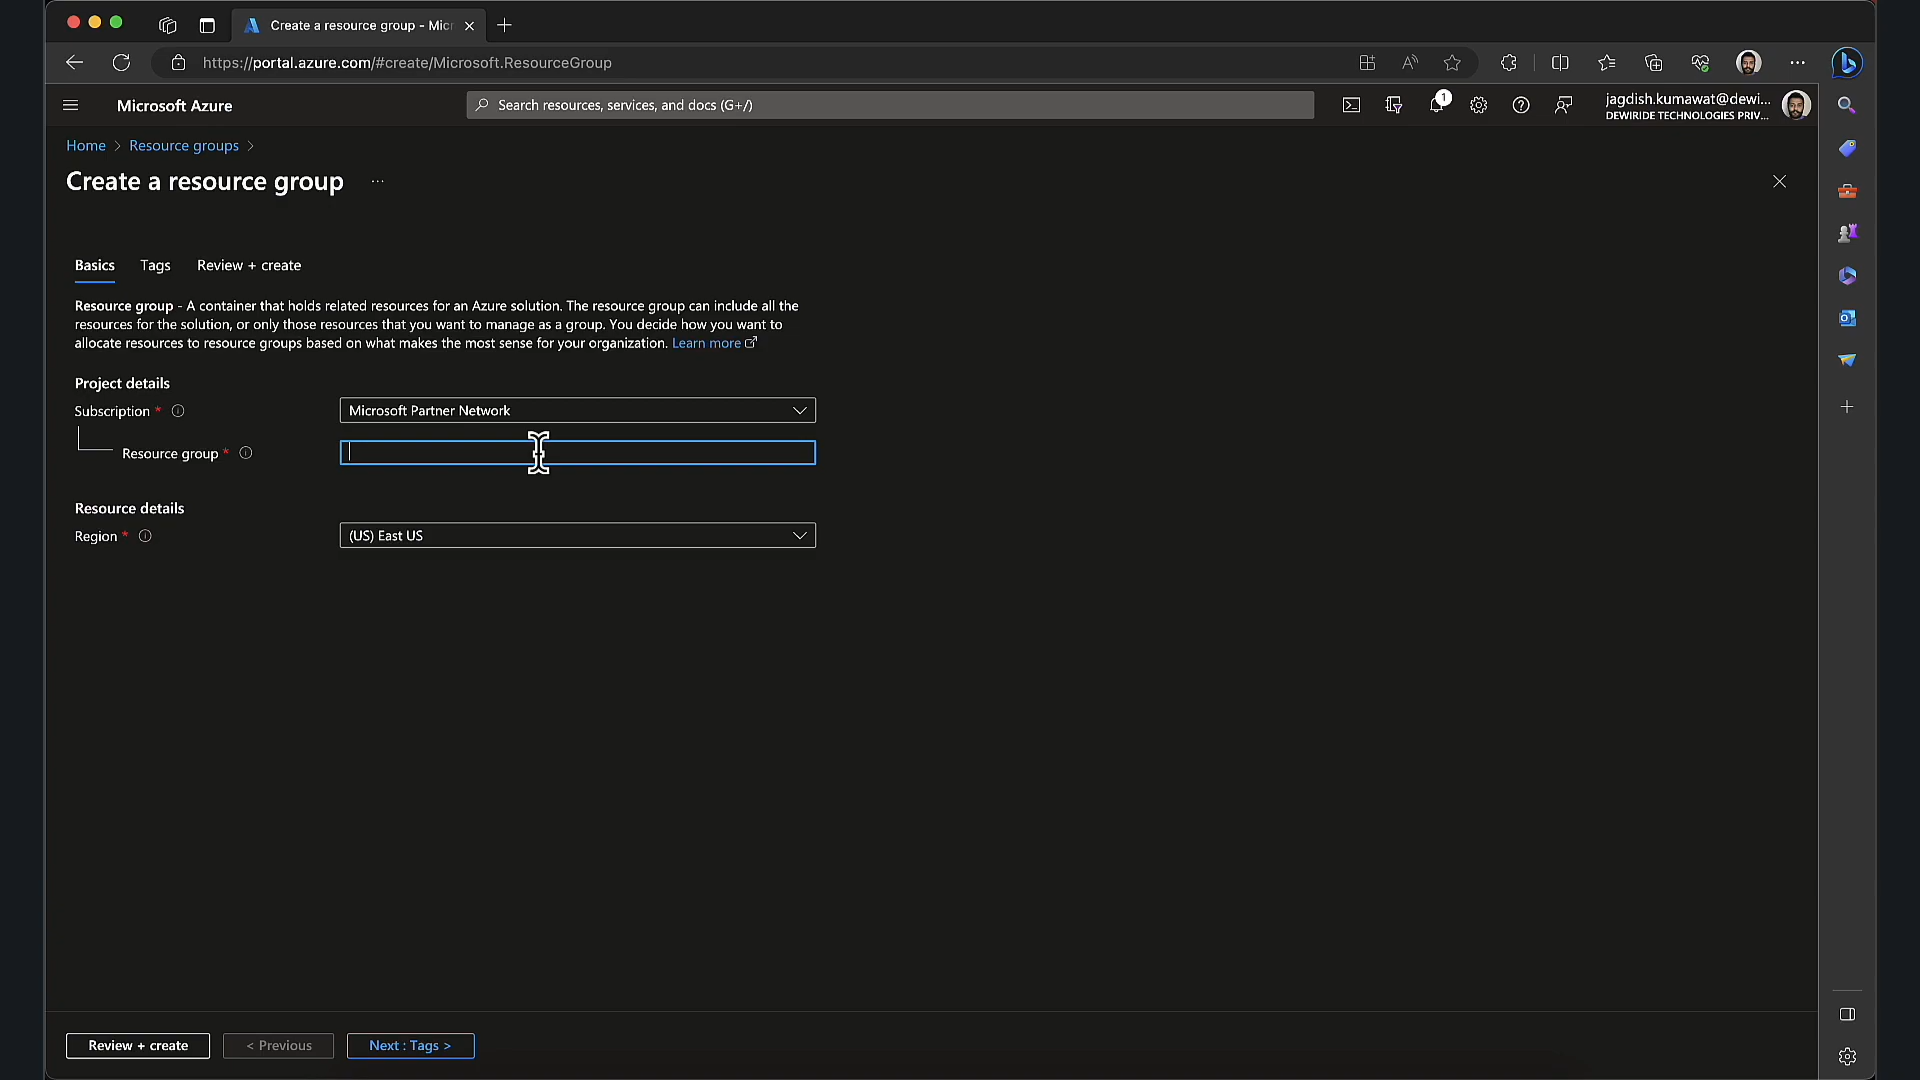 Create a resource group - Micr
https://portal.azure.com/#create/Microsoft.ResourceGroup
Microsoft Azure
Search resources, services, and docs (G+/)
1
jagdish.kumawat@dewi...
DEWIRIDE TECHNOLOGIES PRIV...
Home > Resource groups >
Create a resource group ...
Basics Tags Review + create
Resource group - A container that holds related resources for an Azure solution. The resource group can include all the
resources for the solution, or only those resources that you want to manage as a group. You decide how you want to
allocate resources to resource groups based on what makes the most sense for your organization. Learn more
Project details
Subscription * Microsoft Partner Network
Resource group *
Resource details
Region * (US) East US
Review + create < Previous Next : Tags >